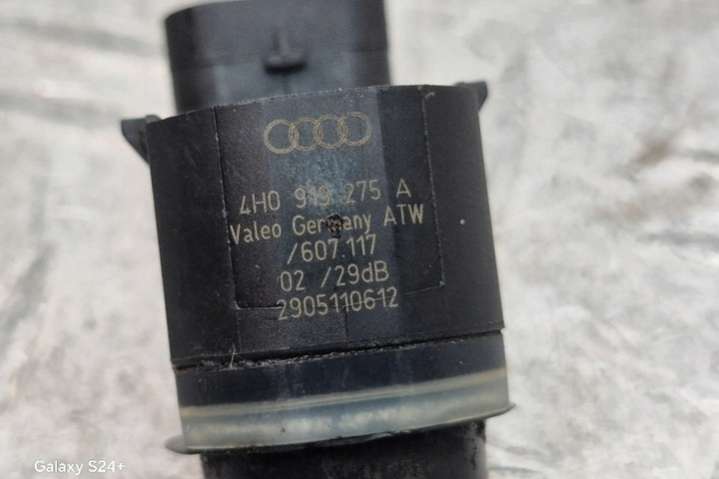 4H0 919 275 A
Valeo Germany ATW
/607.117
02 /29dB
2905110612
Galaxy S24+